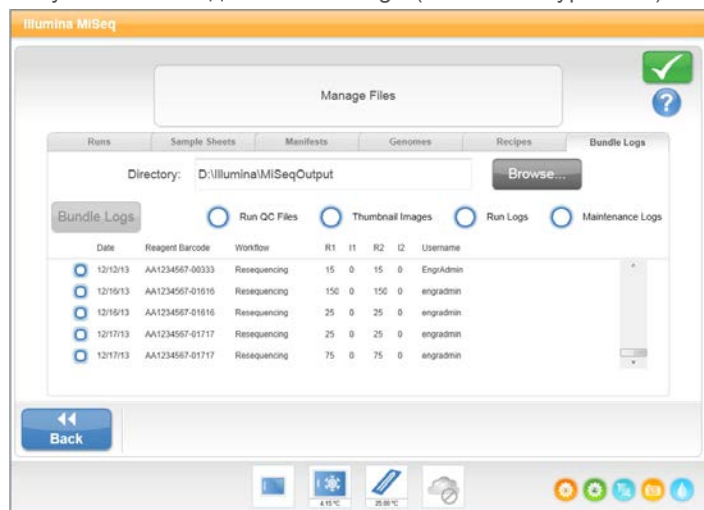 Illumina MiSeq
Manage Files
Runs Sample Sheets Manifests Genomes Recipes Bundle Logs
Directory: D:\Illumina\MiSeqOutput Browse...
Bundle Logs Run QC Files Thumbnail Images Run Logs Maintenance Logs
Date Reagent Barcode Workflow R1 I1 R2 I2 Username
12/12/13 AA1234567-00333 Resequencing 15 0 15 0 EngrAdmin
12/16/13 AA1234567-01616 Resequencing 150 0 150 0 engradmin
12/16/13 AA1234567-01616 Resequencing 25 0 25 0 engradmin
12/17/13 AA1234567-01717 Resequencing 25 0 25 0 engradmin
12/17/13 AA1234567-01717 Resequencing 75 0 75 0 engradmin
Back
4.15 °C 25.00 °C